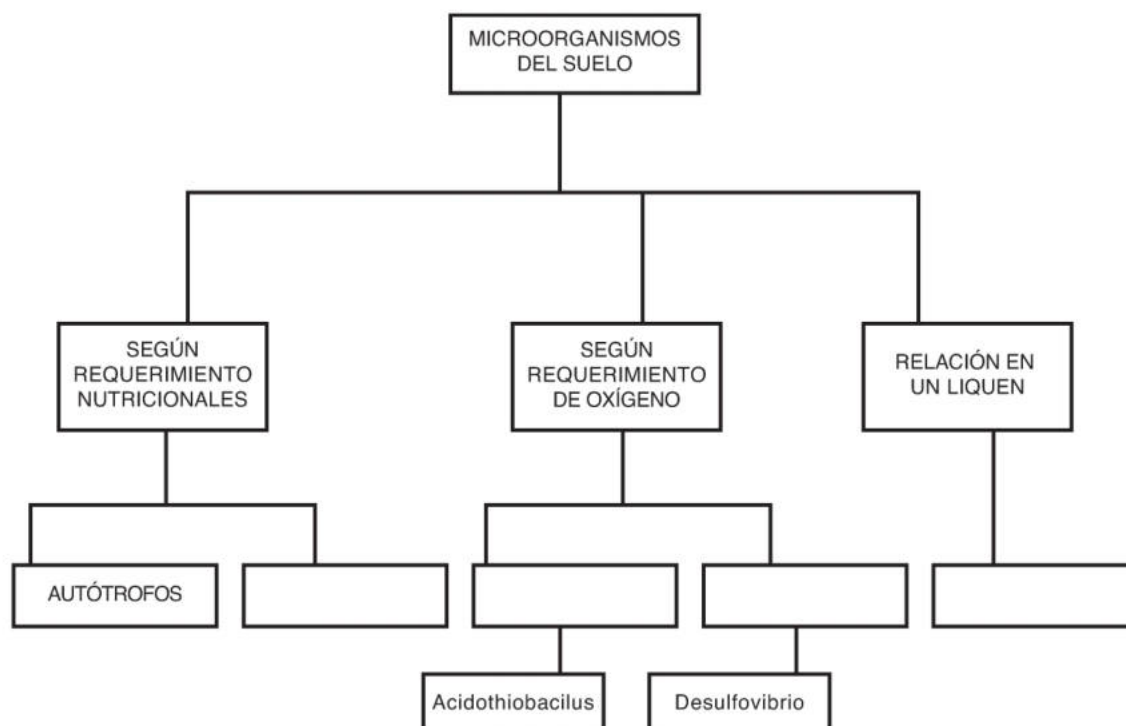 MICROORGANISMOS
DEL SUELO
SEGÚN
REQUERIMIENTO
NUTRICIONALES
SEGÚN
REQUERIMIENTO
DE OXÍGENO
RELACIÓN EN
UN LIQUEN
AUTÓTROFOS
Acidothiobacilus
Desulfovibrio